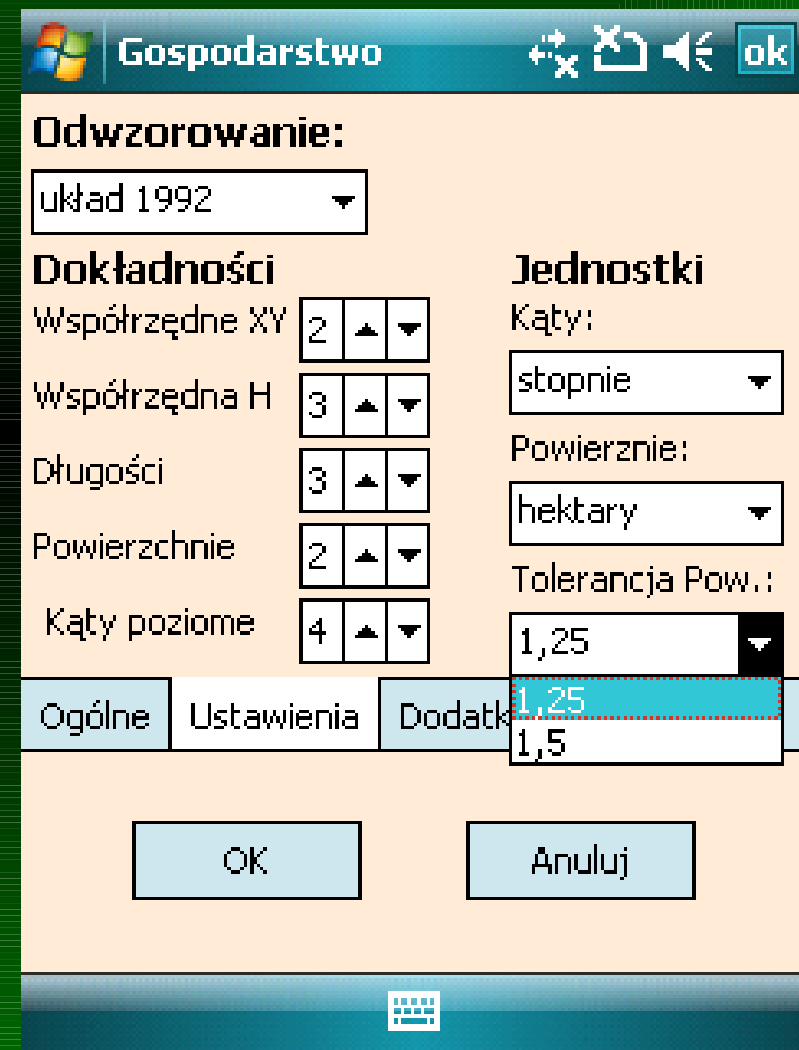 Gospodarstwo ok
Odwzorowanie:
układ 1992
Dokładności
Współrzędne XY 2
Współrzędna H 3
Długości 3
Powierzchnie 2
Kąty poziome 4
Jednostki
Kąty:
stopnie
Powierznie:
hektary
Tolerancja Pow.:
1,25
1,25
1,5
Ogólne Ustawienia Dodatk
OK Anuluj